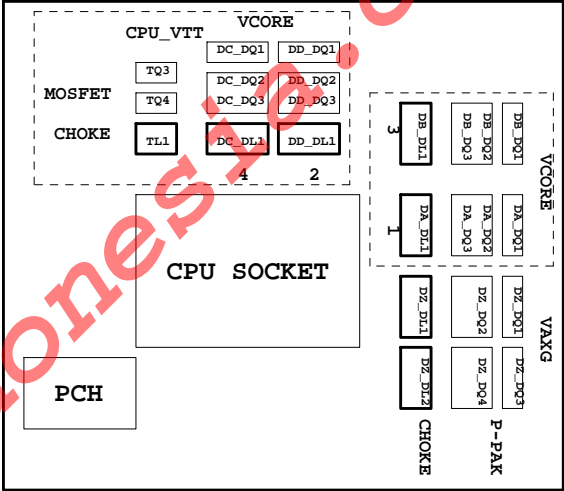 VCORE
CPU_VTT
DC_DQ1 DD_DQ1
TQ3
DC_DQ2 DD_DQ2
MOSFET
TQ4
DC_DQ3 DD_DQ3
CHOKE
TL1
DC_DL1 DD_DL1
4 2
3
DB_DL1
DB_DQ2
DB_DQ3
DB_DQ1
VCORE
1
DA_DL1
DA_DQ2
DA_DQ3
DA_DQ1
CPU SOCKET
DZ_DL1
DZ_DQ2
DZ_DQ1
VAXG
DZ_DL2
DZ_DQ4
DZ_DQ3
PCH
CHOKE
P-PAK
onesia.c